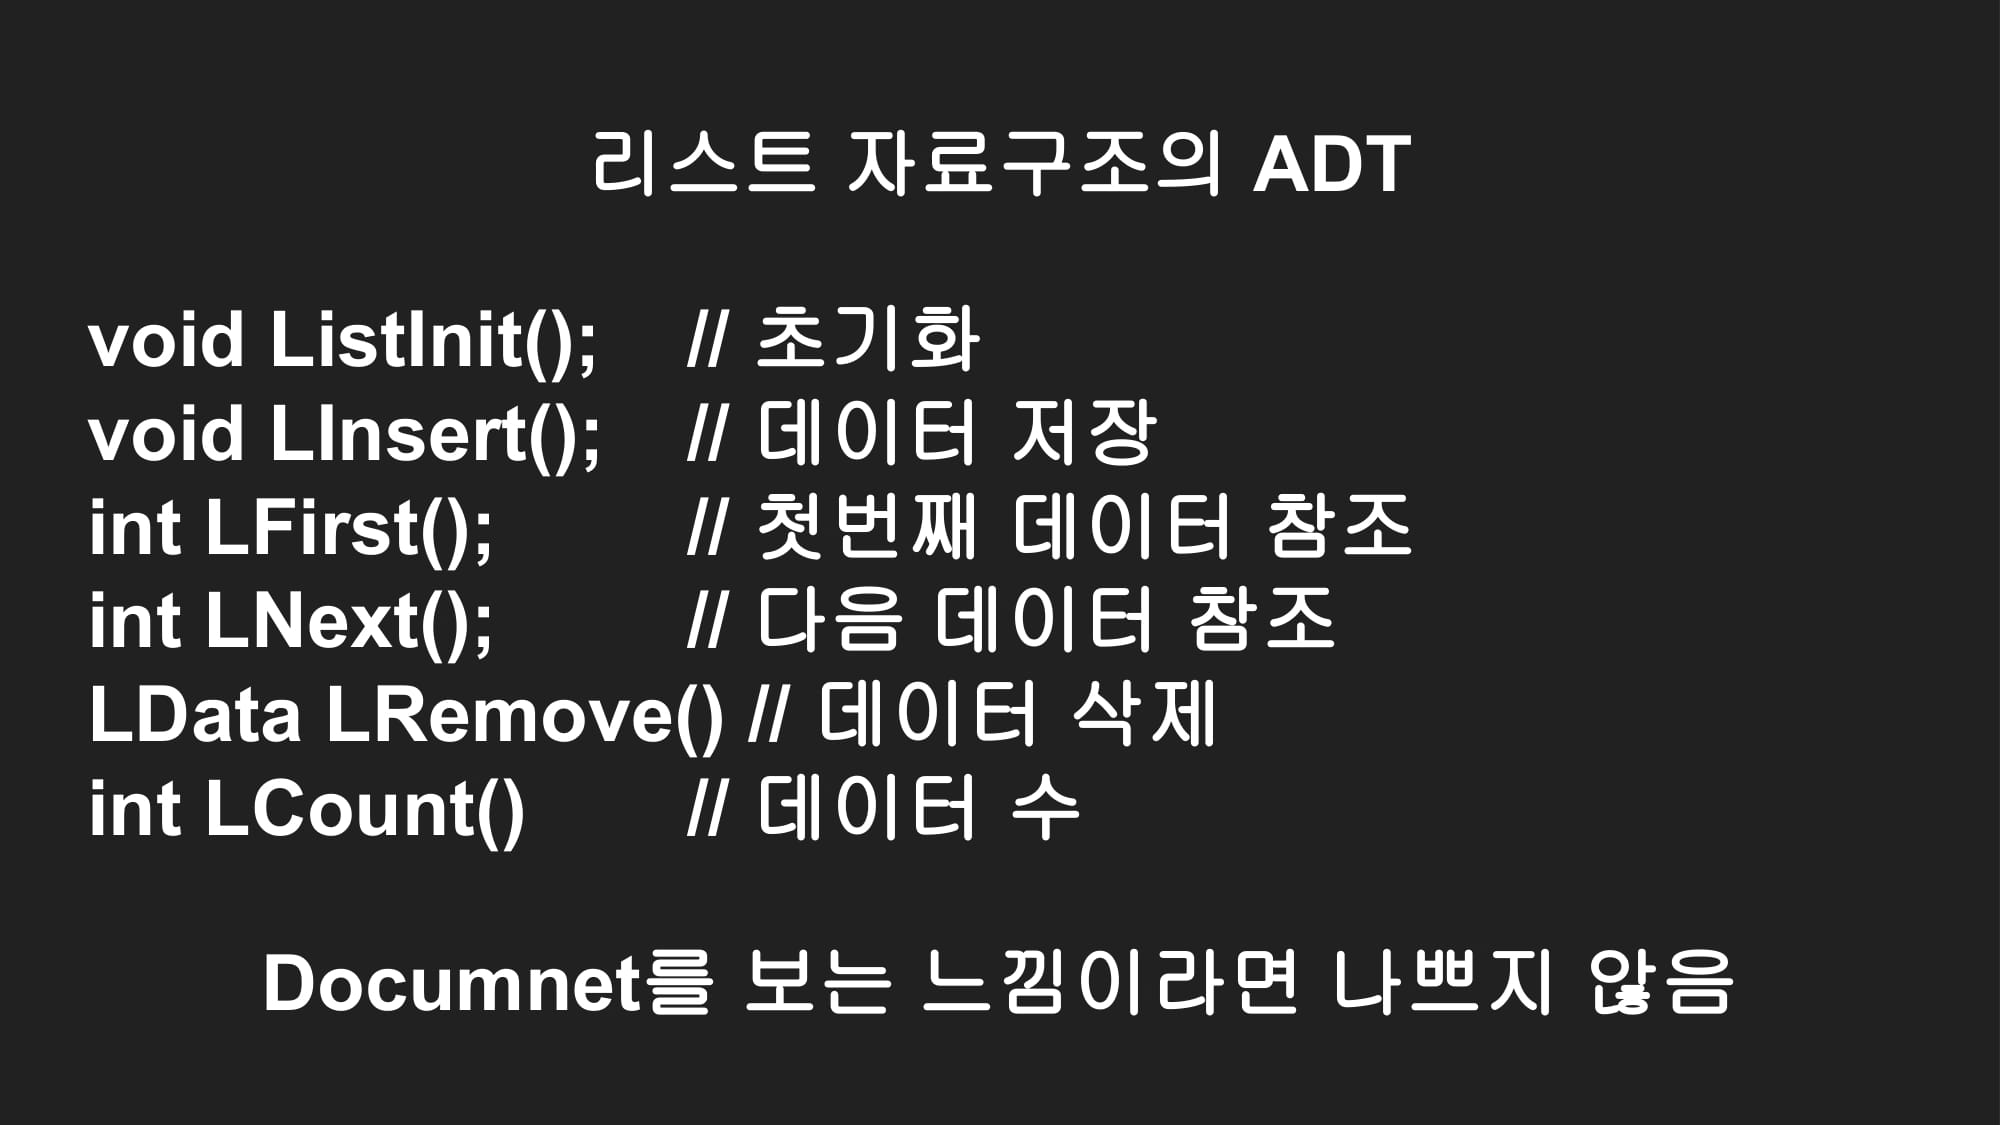 리스트 자료구조의 ADT
void ListInit(); // 초기화
void LInsert(); // 데이터 저장
int LFirst(); // 첫번째 데이터 참조
int LNext(); // 다음 데이터 참조
LData LRemove() // 데이터 삭제
int LCount() // 데이터 수
Documnet를 보는 느낌이라면 나쁘지 않음